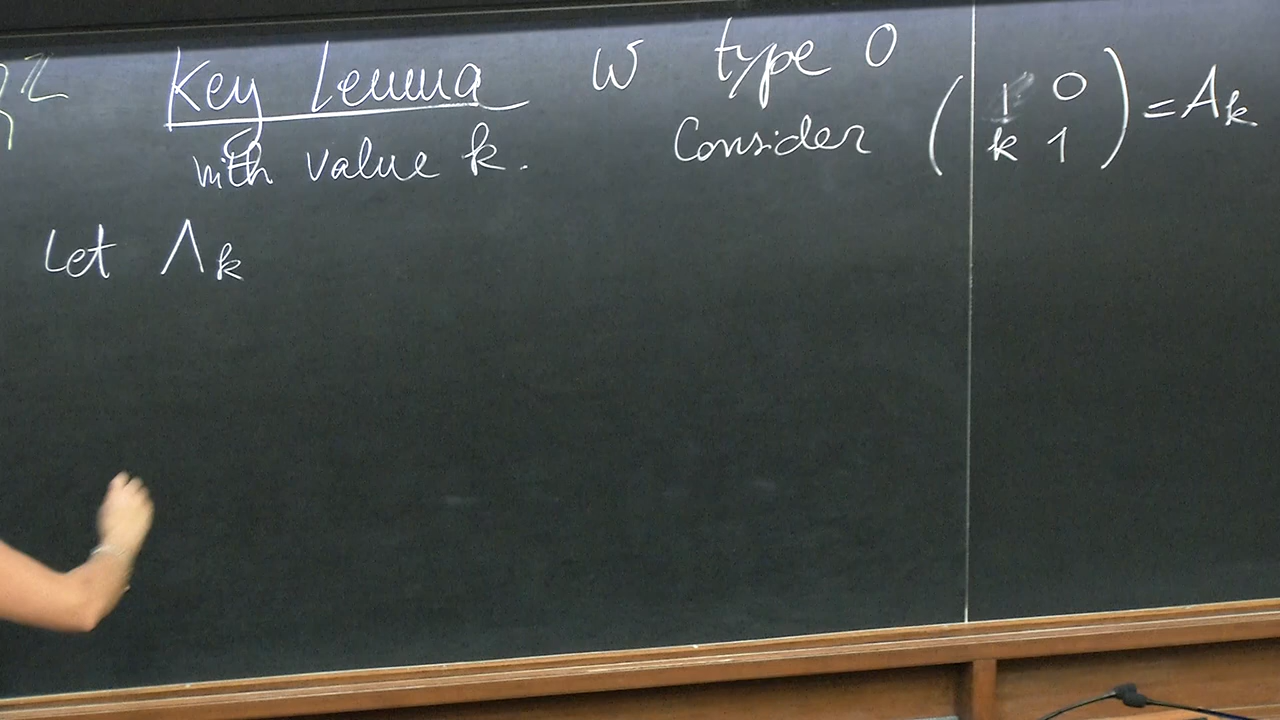 Key Lemma ω type 0
with value k. Consider ( 1 0 ; k 1 ) = A_k
Let Λ_k